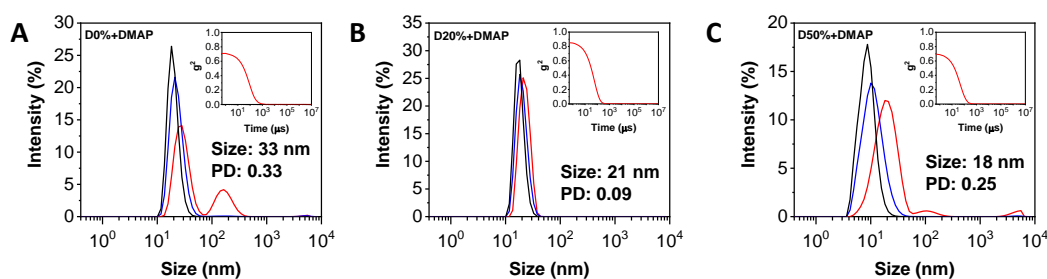 A
D0%+DMAP
Intensity (%)
35
30
25
20
15
10
5
0
10⁰ 10¹ 10² 10³ 10⁴
Size (nm)
g²
1.0
0.8
0.6
0.4
0.2
0.0
10¹ 10³ 10⁵ 10⁷
Time (μs)
Size: 33 nm
PD: 0.33
B
D20%+DMAP
Intensity (%)
35
30
25
20
15
10
5
0
10⁰ 10¹ 10² 10³ 10⁴
Size (nm)
g²
1.0
0.8
0.6
0.4
0.2
0.0
10¹ 10³ 10⁵ 10⁷
Time (μs)
Size: 21 nm
PD: 0.09
C
D50%+DMAP
Intensity (%)
20
15
10
5
0
10⁰ 10¹ 10² 10³ 10⁴
Size (nm)
g²
1.0
0.8
0.6
0.4
0.2
0.0
10¹ 10³ 10⁵ 10⁷
Time (μs)
Size: 18 nm
PD: 0.25